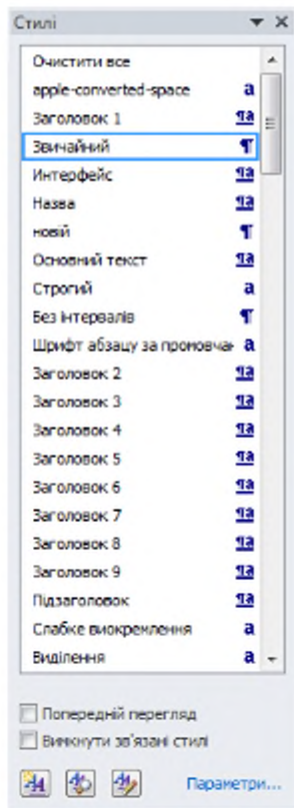 Стилі
Очистити все
apple-converted-space a
Заголовок 1 ¶a
Звичайний ¶
Интерфейс ¶a
Назва ¶a
новій ¶
Основний текст ¶a
Строгий a
Без інтервалів ¶
Шрифт абзацу за промовчан a
Заголовок 2 ¶a
Заголовок 3 ¶a
Заголовок 4 ¶a
Заголовок 5 ¶a
Заголовок 6 ¶a
Заголовок 7 ¶a
Заголовок 8 ¶a
Заголовок 9 ¶a
Підзаголовок ¶a
Слабке виокремлення a
Виділення a
Попередній перегляд
Вимкнути зв'язані стилі
Параметри...